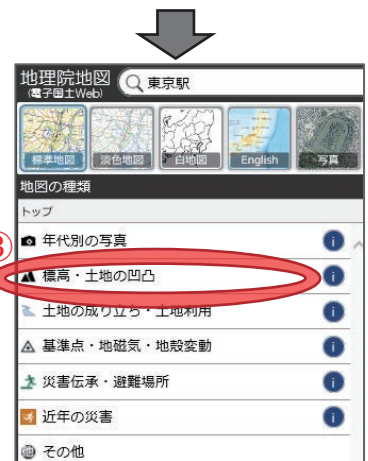 地理院地図
(電子国土Web)
東京駅
標準地図
淡色地図
白地図
English
写真
地図の種類
トップ
年代別の写真
③
標高・土地の凹凸
土地の成り立ち・土地利用
基準点・地磁気・地殻変動
災害伝承・避難場所
近年の災害
その他